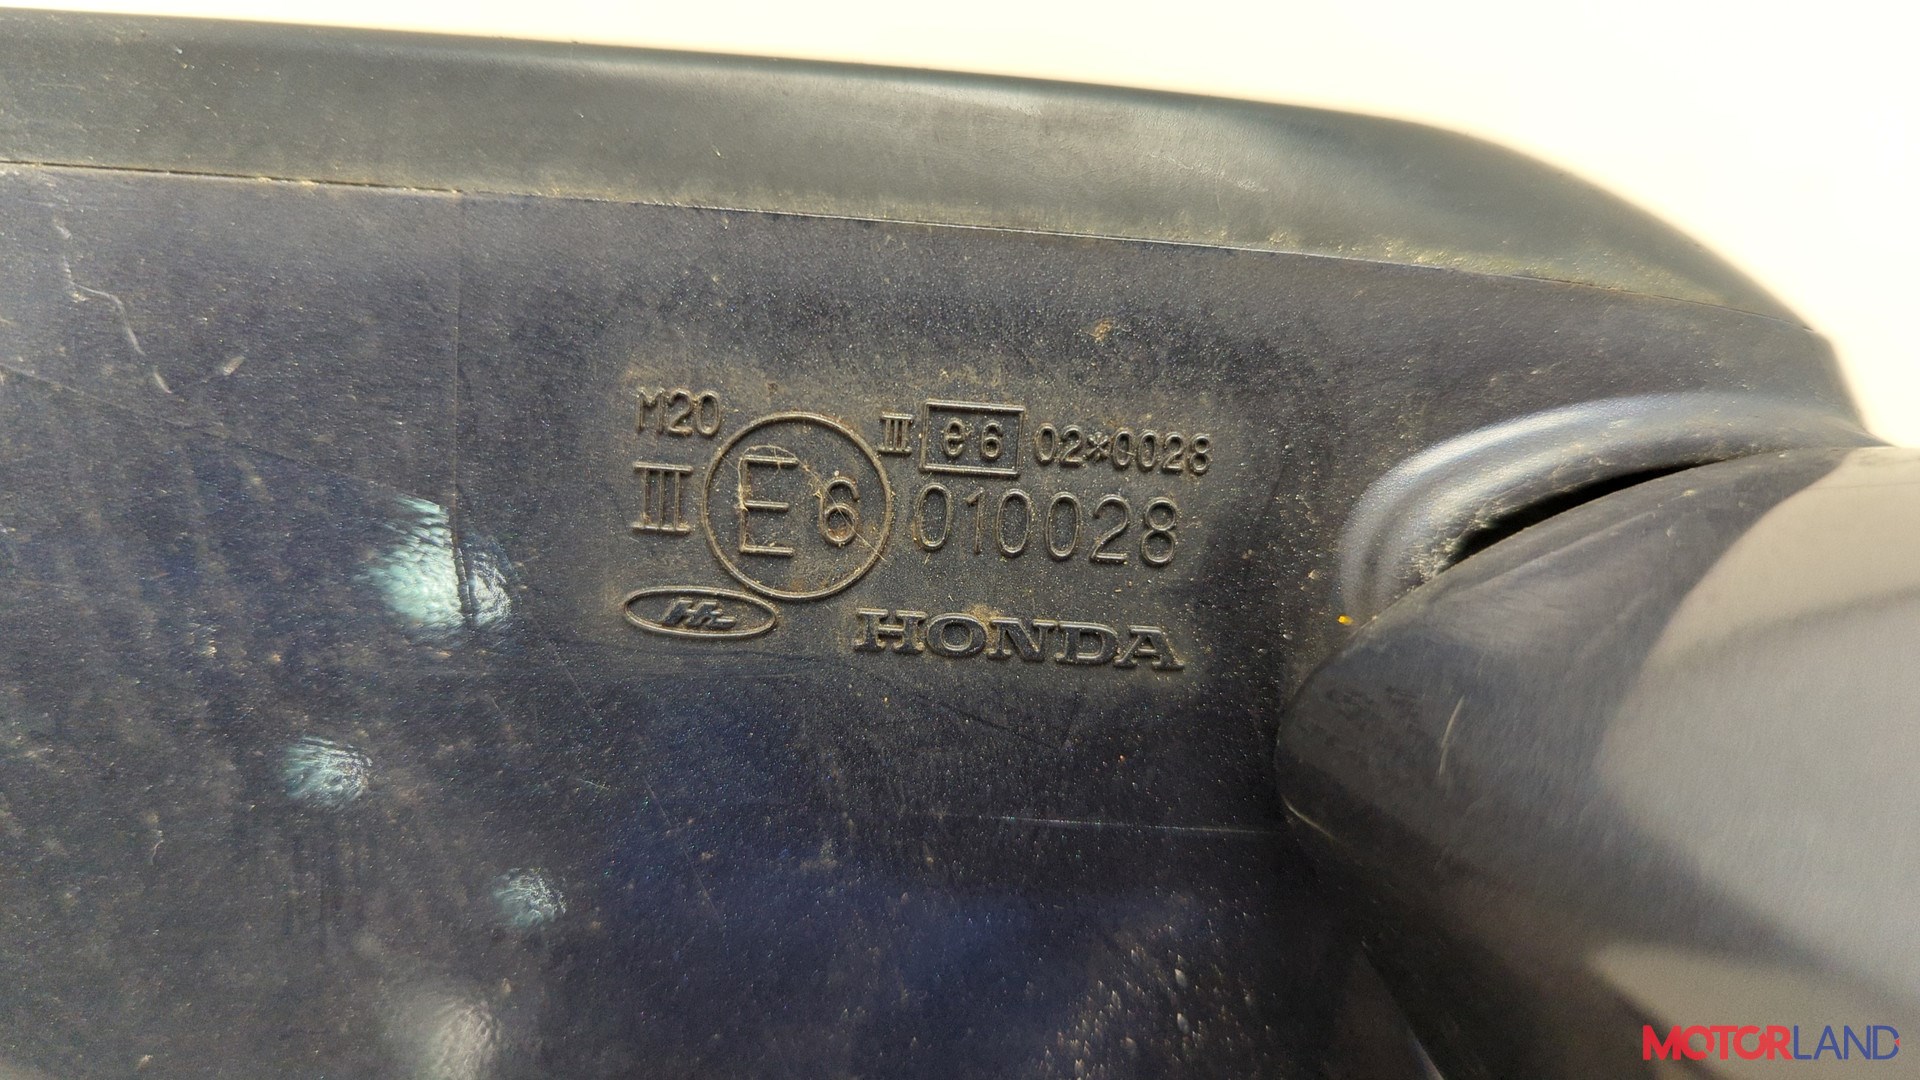 M20
III e6 02*0028
III E6 010028
HONDA
MOTORLAND